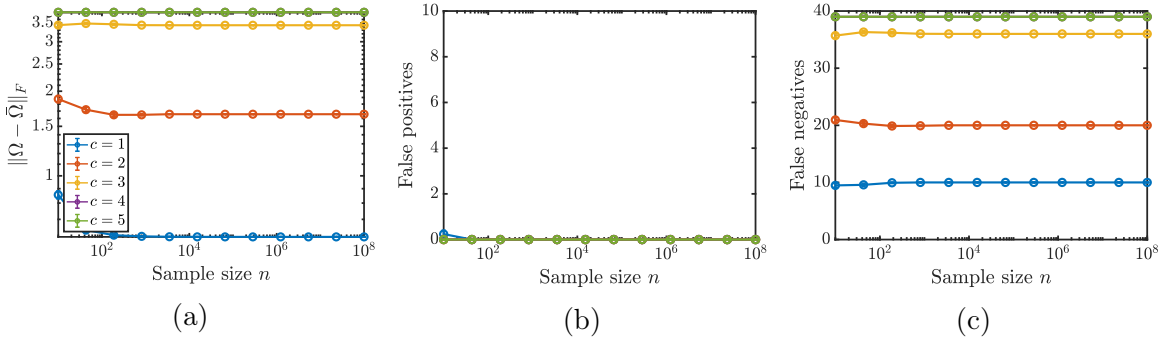 3.5
3
2.5
2
1.5
1
‖Ω − Ω̄‖_F
c = 1
c = 2
c = 3
c = 4
c = 5
10^2 10^4 10^6 10^8
Sample size n
(a)
10
8
6
4
2
0
False positives
10^2 10^4 10^6 10^8
Sample size n
(b)
40
30
20
10
0
False negatives
10^2 10^4 10^6 10^8
Sample size n
(c)